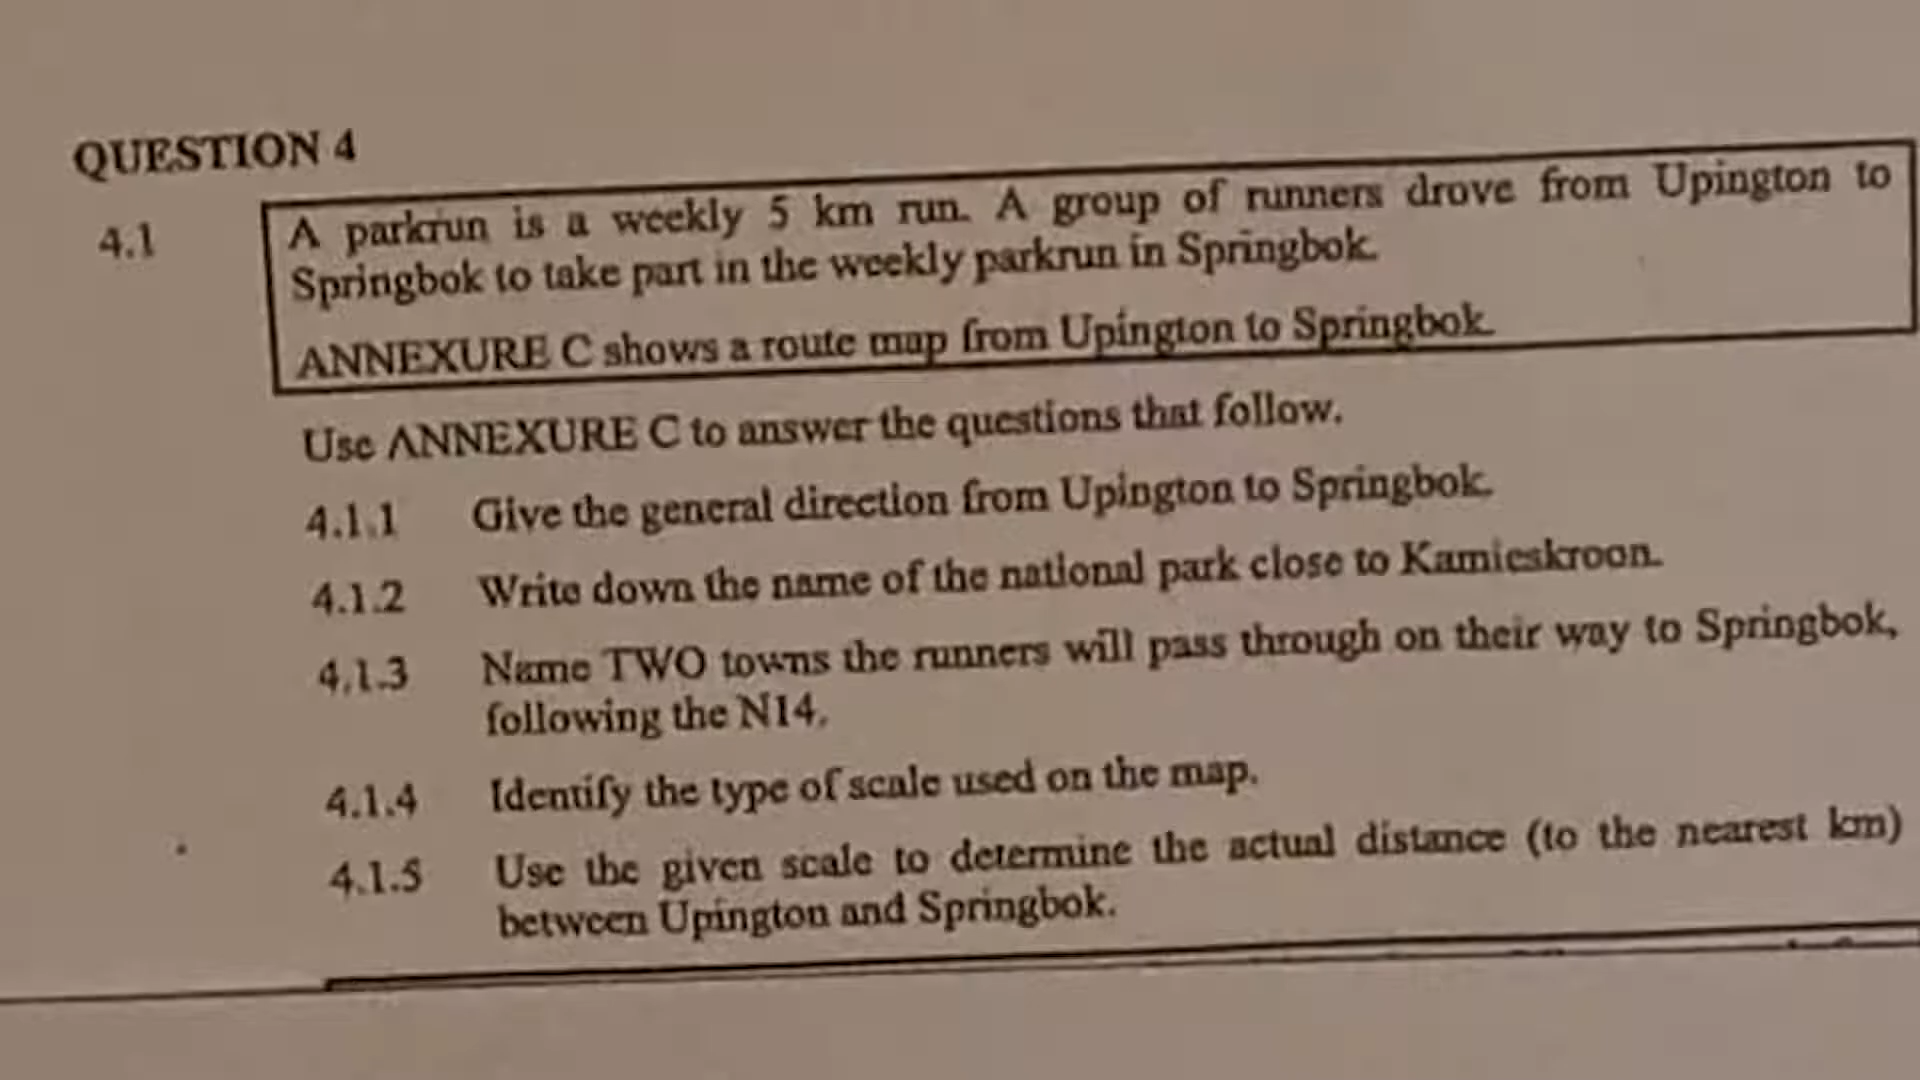 QUESTION 4
4.1 A parkrun is a weekly 5 km run. A group of runners drove from Upington to
Springbok to take part in the weekly parkrun in Springbok.
ANNEXURE C shows a route map from Upington to Springbok.
Use ANNEXURE C to answer the questions that follow.
4.1.1 Give the general direction from Upington to Springbok.
4.1.2 Write down the name of the national park close to Kamieskroon.
4.1.3 Name TWO towns the runners will pass through on their way to Springbok,
following the N14.
4.1.4 Identify the type of scale used on the map.
4.1.5 Use the given scale to determine the actual distance (to the nearest km)
between Upington and Springbok.